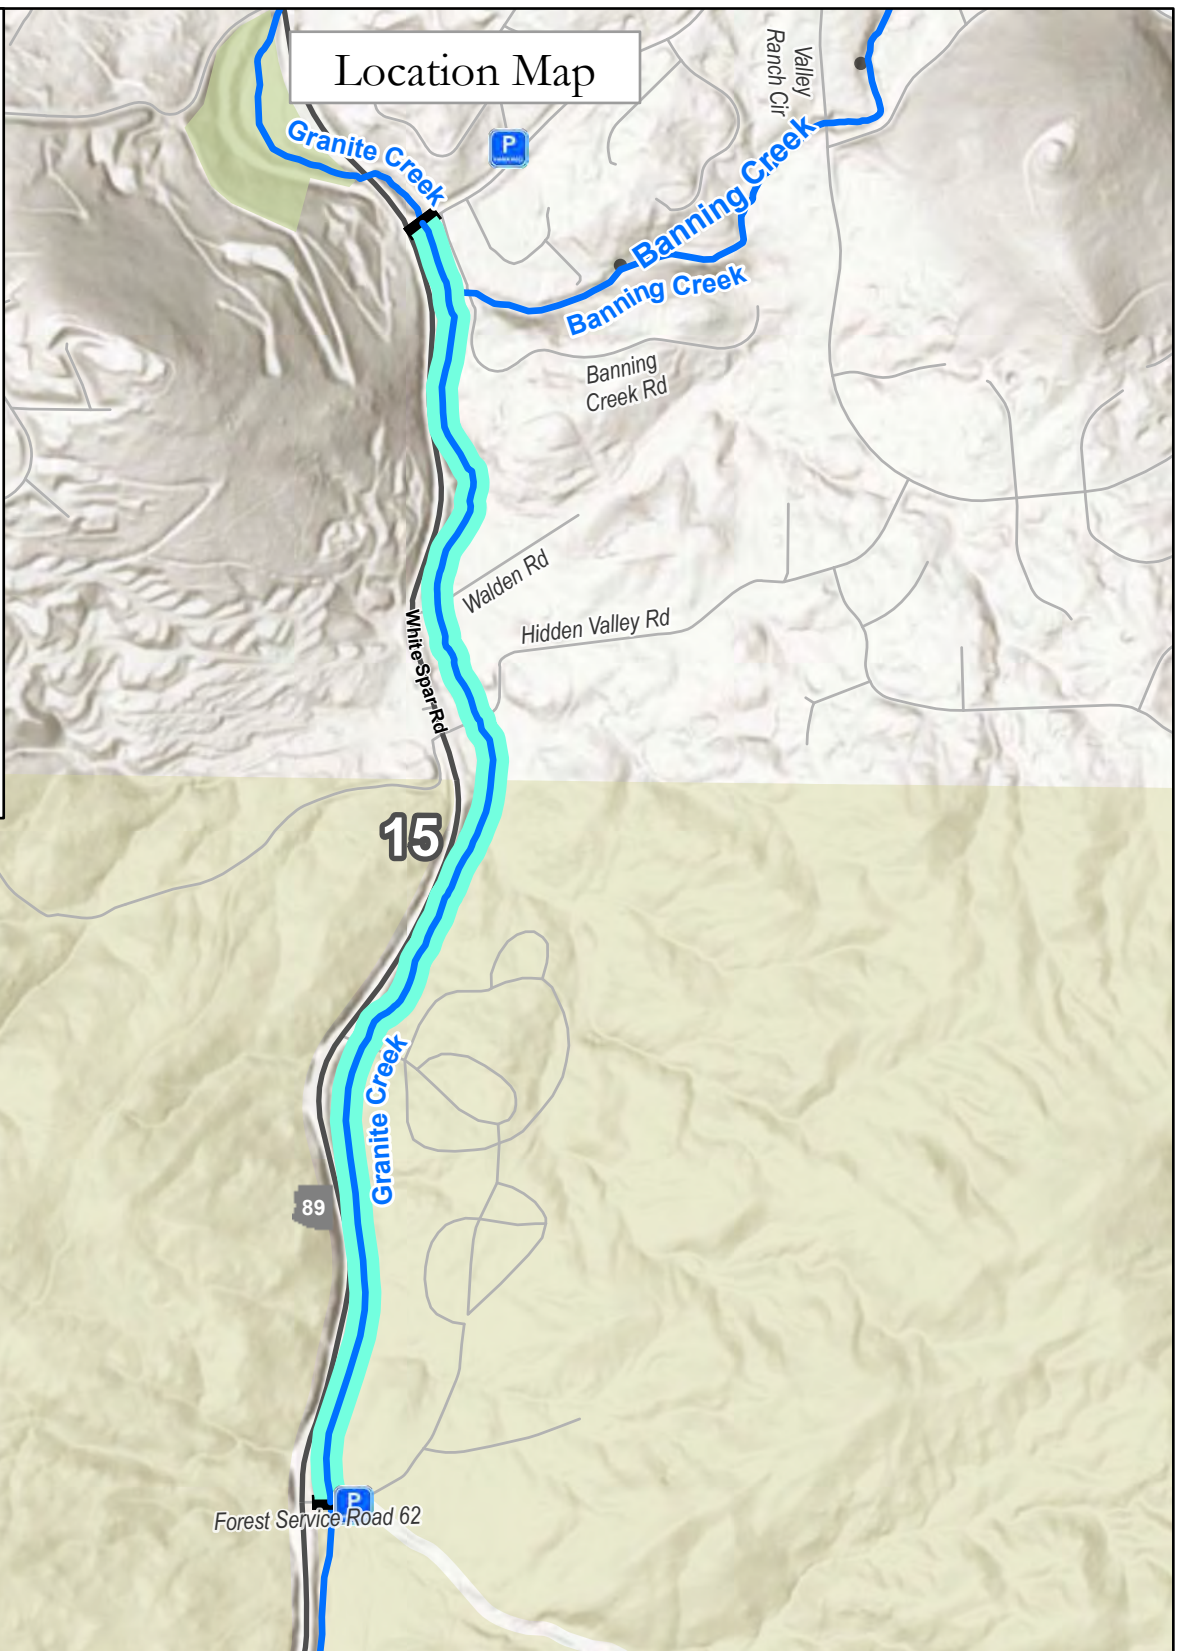 Location Map
Valley
Ranch Cir
Granite Creek
P
Banning Creek
Banning Creek
Banning
Creek Rd
Walden Rd
Hidden Valley Rd
White Spar Rd
15
Granite Creek
89
P
Forest Service Road 62